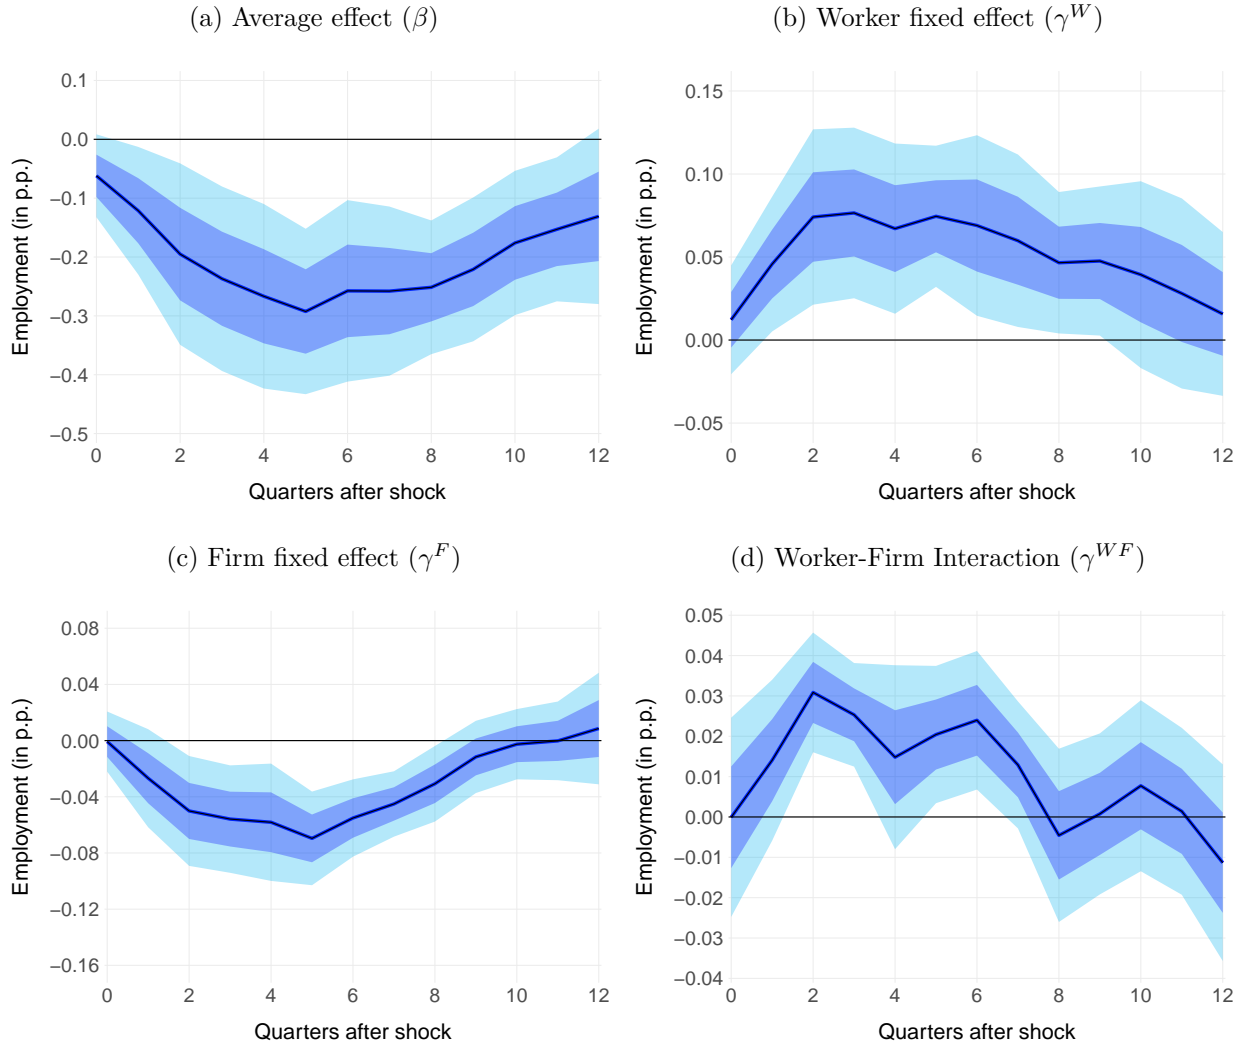 (a) Average effect (β)
0.1
0.0
−0.1
−0.2
−0.3
−0.4
−0.5
Employment (in p.p.)
0 2 4 6 8 10 12
Quarters after shock
(b) Worker fixed effect (γ^W)
0.15
0.10
0.05
0.00
−0.05
Employment (in p.p.)
0 2 4 6 8 10 12
Quarters after shock
(c) Firm fixed effect (γ^F)
0.08
0.04
0.00
−0.04
−0.08
−0.12
−0.16
Employment (in p.p.)
0 2 4 6 8 10 12
Quarters after shock
(d) Worker-Firm Interaction (γ^WF)
0.05
0.04
0.03
0.02
0.01
0.00
−0.01
−0.02
−0.03
−0.04
Employment (in p.p.)
0 2 4 6 8 10 12
Quarters after shock